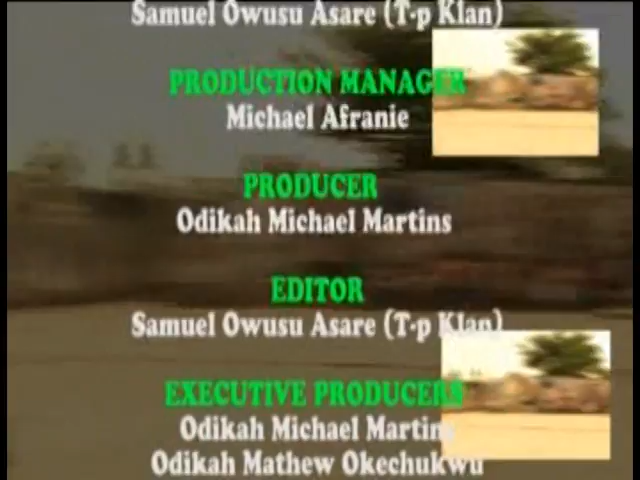 Samuel Owusu Asare (T-p Klan)
PRODUCTION MANAGER
Michael Afranie
PRODUCER
Odikah Michael Martins
EDITOR
Samuel Owusu Asare (T-p Klan)
EXECUTIVE PRODUCERS
Odikah Michael Martins
Odikah Mathew Okechukwu